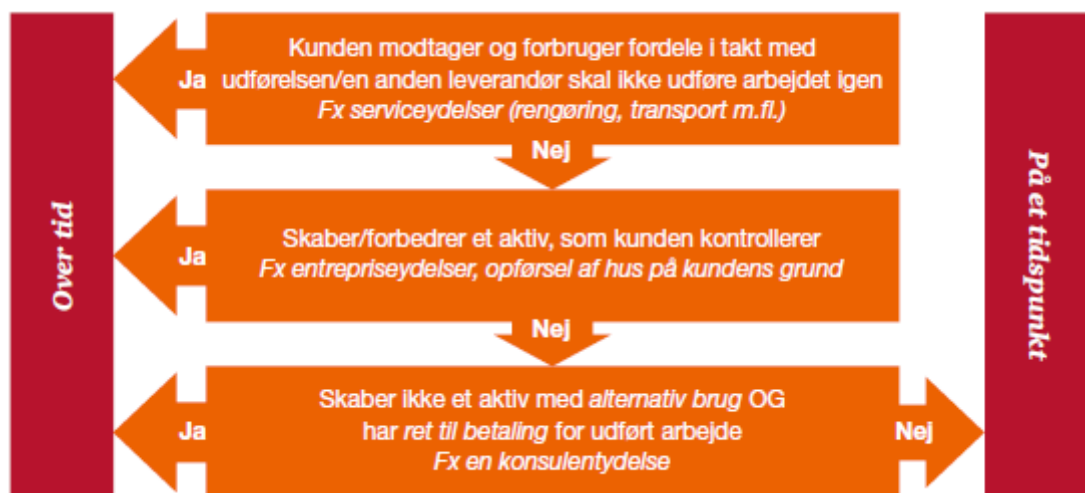 Over tid
Ja
Kunden modtager og forbruger fordele i takt med
udførelsen/en anden leverandør skal ikke udføre arbejdet igen
Fx serviceydelser (rengøring, transport m.fl.)
Nej
Ja
Skaber/forbedrer et aktiv, som kunden kontrollerer
Fx entrepriseydelser, opførsel af hus på kundens grund
Nej
Ja
Skaber ikke et aktiv med alternativ brug OG
har ret til betaling for udført arbejde
Fx en konsulentydelse
Nej
På et tidspunkt